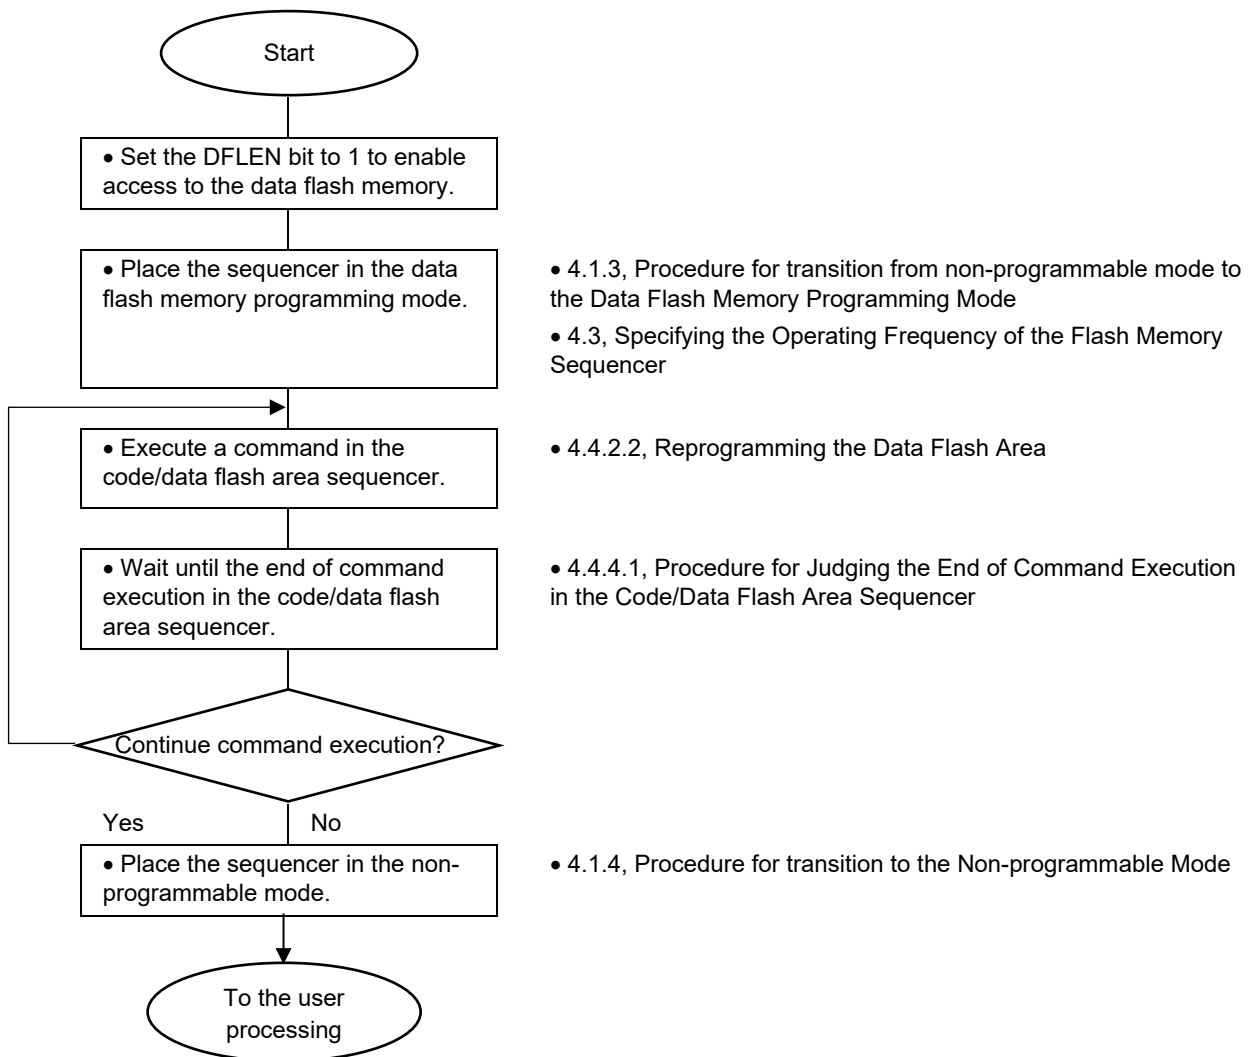 Start
• Set the DFLEN bit to 1 to enable
access to the data flash memory.
• Place the sequencer in the data
flash memory programming mode.
• 4.1.3, Procedure for transition from non-programmable mode to
the Data Flash Memory Programming Mode
• 4.3, Specifying the Operating Frequency of the Flash Memory
Sequencer
• Execute a command in the
code/data flash area sequencer.
• 4.4.2.2, Reprogramming the Data Flash Area
• Wait until the end of command
execution in the code/data flash
area sequencer.
• 4.4.4.1, Procedure for Judging the End of Command Execution
in the Code/Data Flash Area Sequencer
Continue command execution?
Yes
No
• Place the sequencer in the non-
programmable mode.
• 4.1.4, Procedure for transition to the Non-programmable Mode
To the user
processing